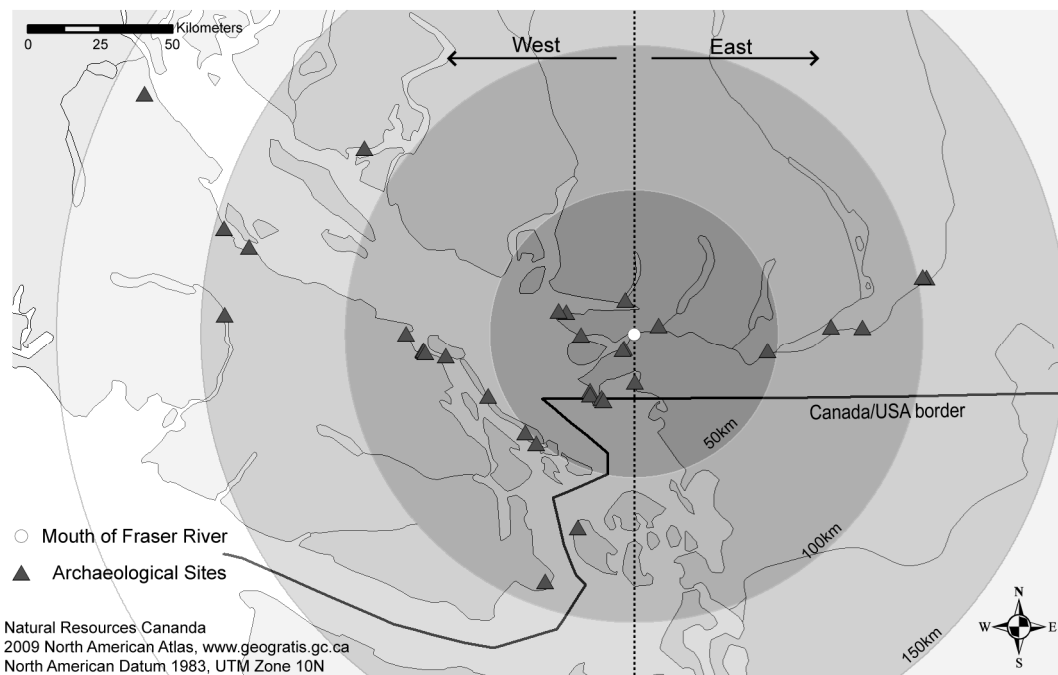 Kilometers
0 25 50
West East
Canada/USA border
50km
100km
150km
Mouth of Fraser River
Archaeological Sites
Natural Resources Cananda
2009 North American Atlas, www.geogratis.gc.ca
North American Datum 1983, UTM Zone 10N
N
W E
S